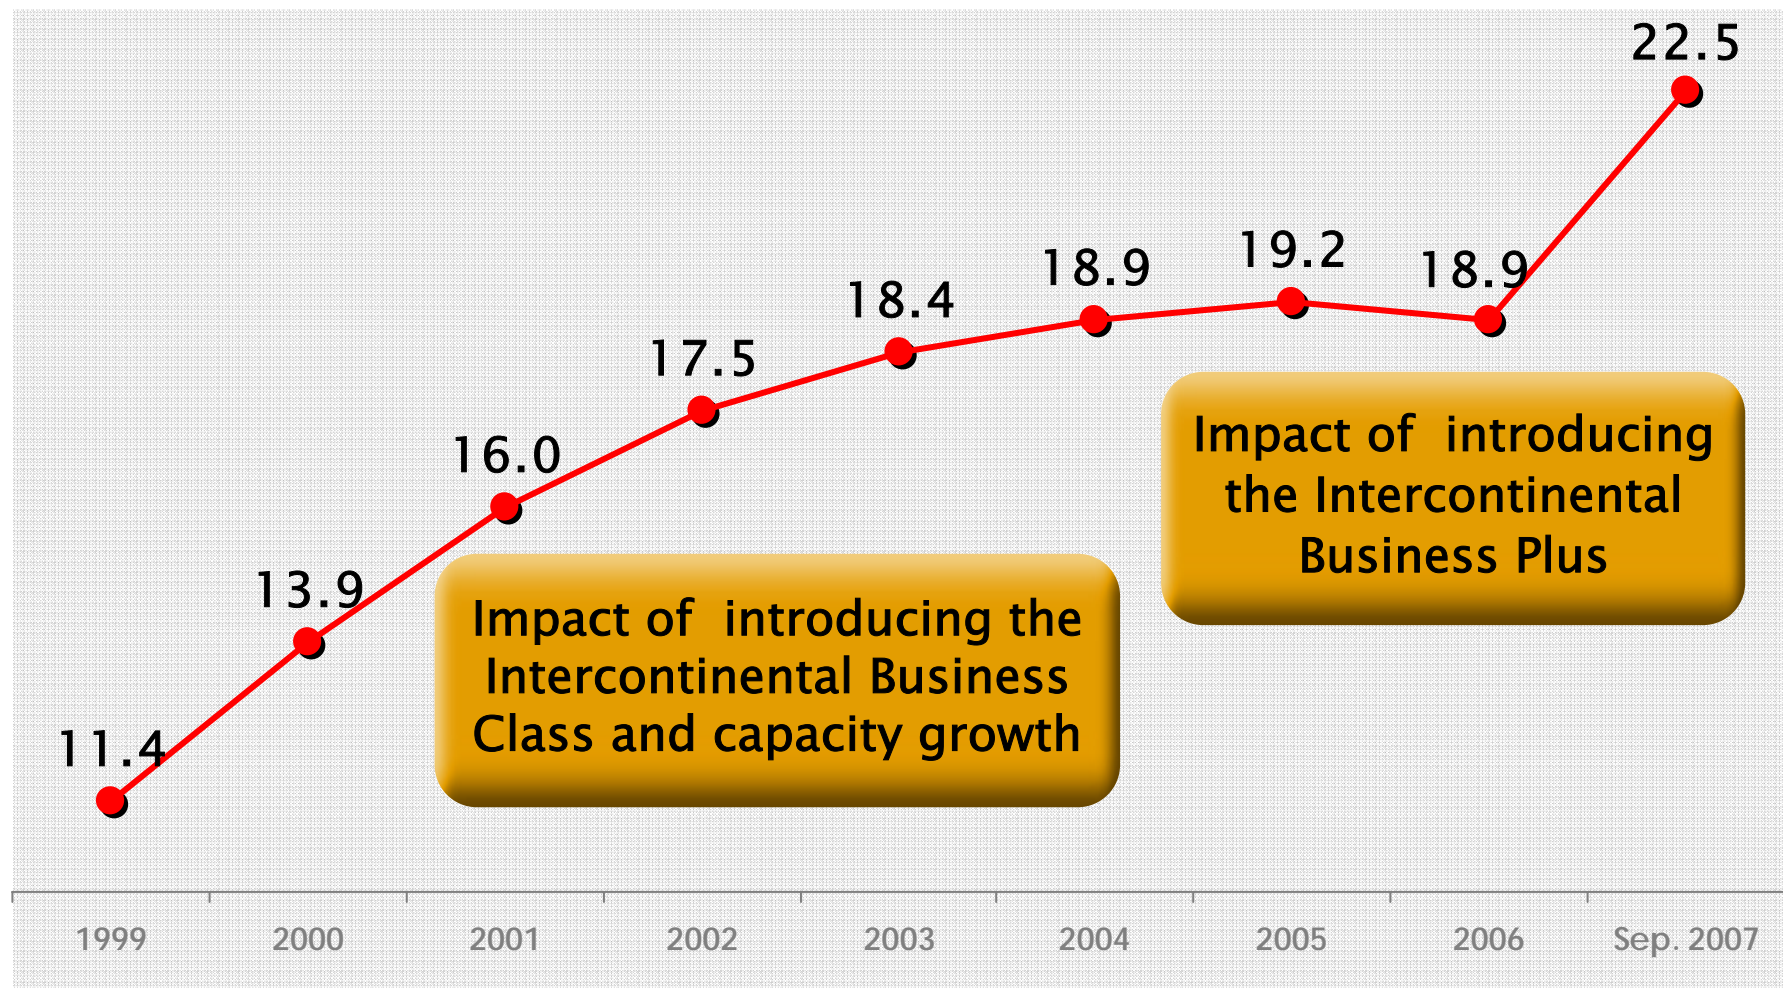 22.5
19.2
18.9
18.9
18.4
17.5
16.0
13.9
11.4
Impact of introducing
the Intercontinental
Business Plus
Impact of introducing the
Intercontinental Business
Class and capacity growth
1999 2000 2001 2002 2003 2004 2005 2006 Sep. 2007